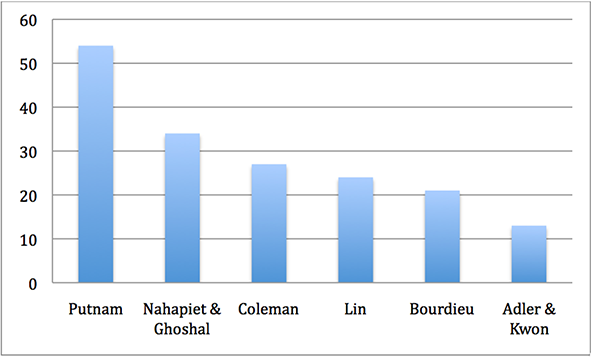 60
50
40
30
20
10
0
Putnam
Nahapiet &
Ghoshal
Coleman
Lin
Bourdieu
Adler &
Kwon